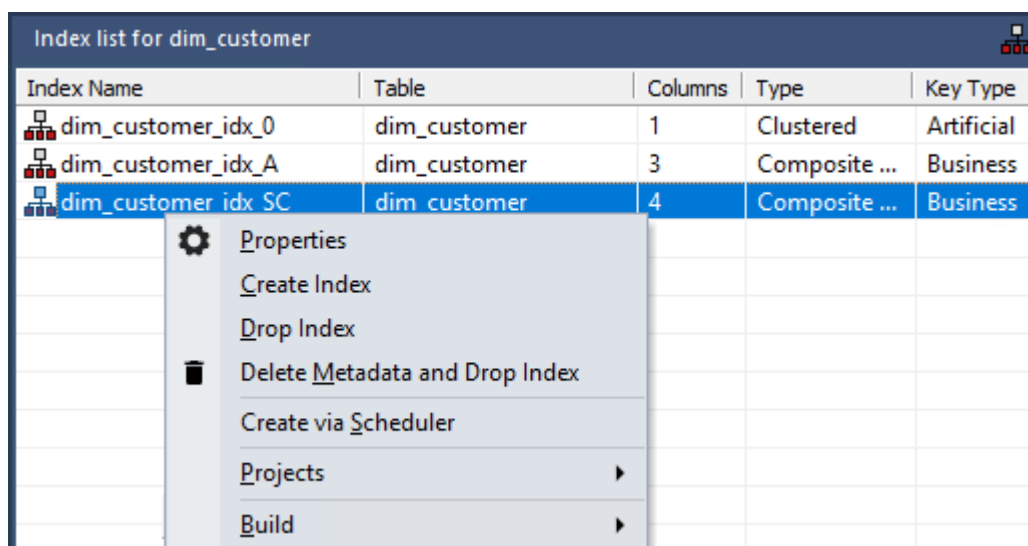 Index list for dim_customer
Index Name Table Columns Type Key Type
dim_customer_idx_0 dim_customer 1 Clustered Artificial
dim_customer_idx_A dim_customer 3 Composite ... Business
dim_customer_idx_SC dim_customer 4 Composite ... Business
Properties
Create Index
Drop Index
Delete Metadata and Drop Index
Create via Scheduler
Projects
Build